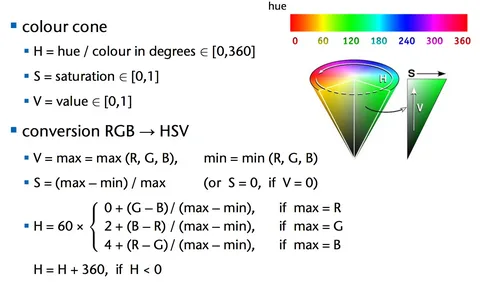 hue
0 60 120 180 240 300 360
▪ colour cone
▪ H = hue / colour in degrees ∈ [0,360]
▪ S = saturation ∈ [0,1]
▪ V = value ∈ [0,1]
H
S
V
▪ conversion RGB → HSV
▪ V = max = max (R, G, B), min = min (R, G, B)
▪ S = (max – min) / max (or S = 0, if V = 0)
0 + (G – B) / (max – min), if max = R
▪ H = 60 × { 2 + (B – R) / (max – min), if max = G
4 + (R – G) / (max – min), if max = B
H = H + 360, if H < 0